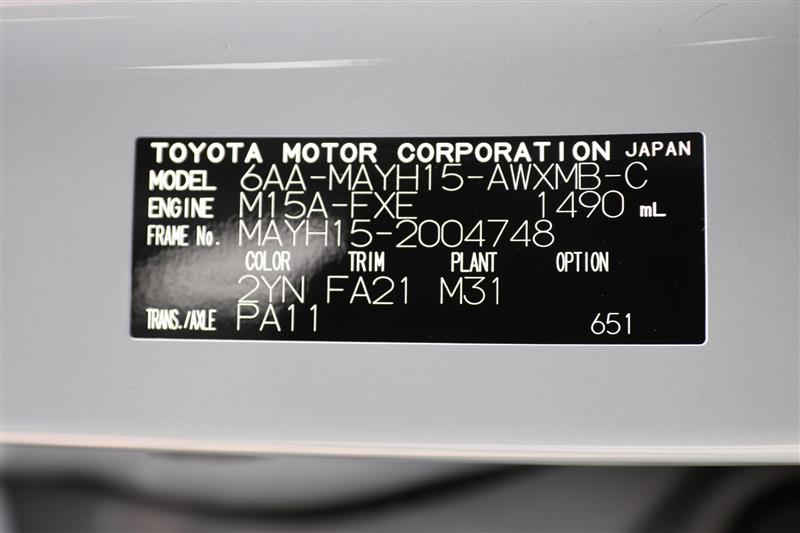 TOYOTA MOTOR CORPORATION JAPAN
MODEL 6AA-MAYH15-AWXMB-C
ENGINE M15A-FXE 1490 mL
FRAME No. MAYH15-2004748
COLOR TRIM PLANT OPTION
2YN FA21 M31
TRANS./AXLE PA11 651